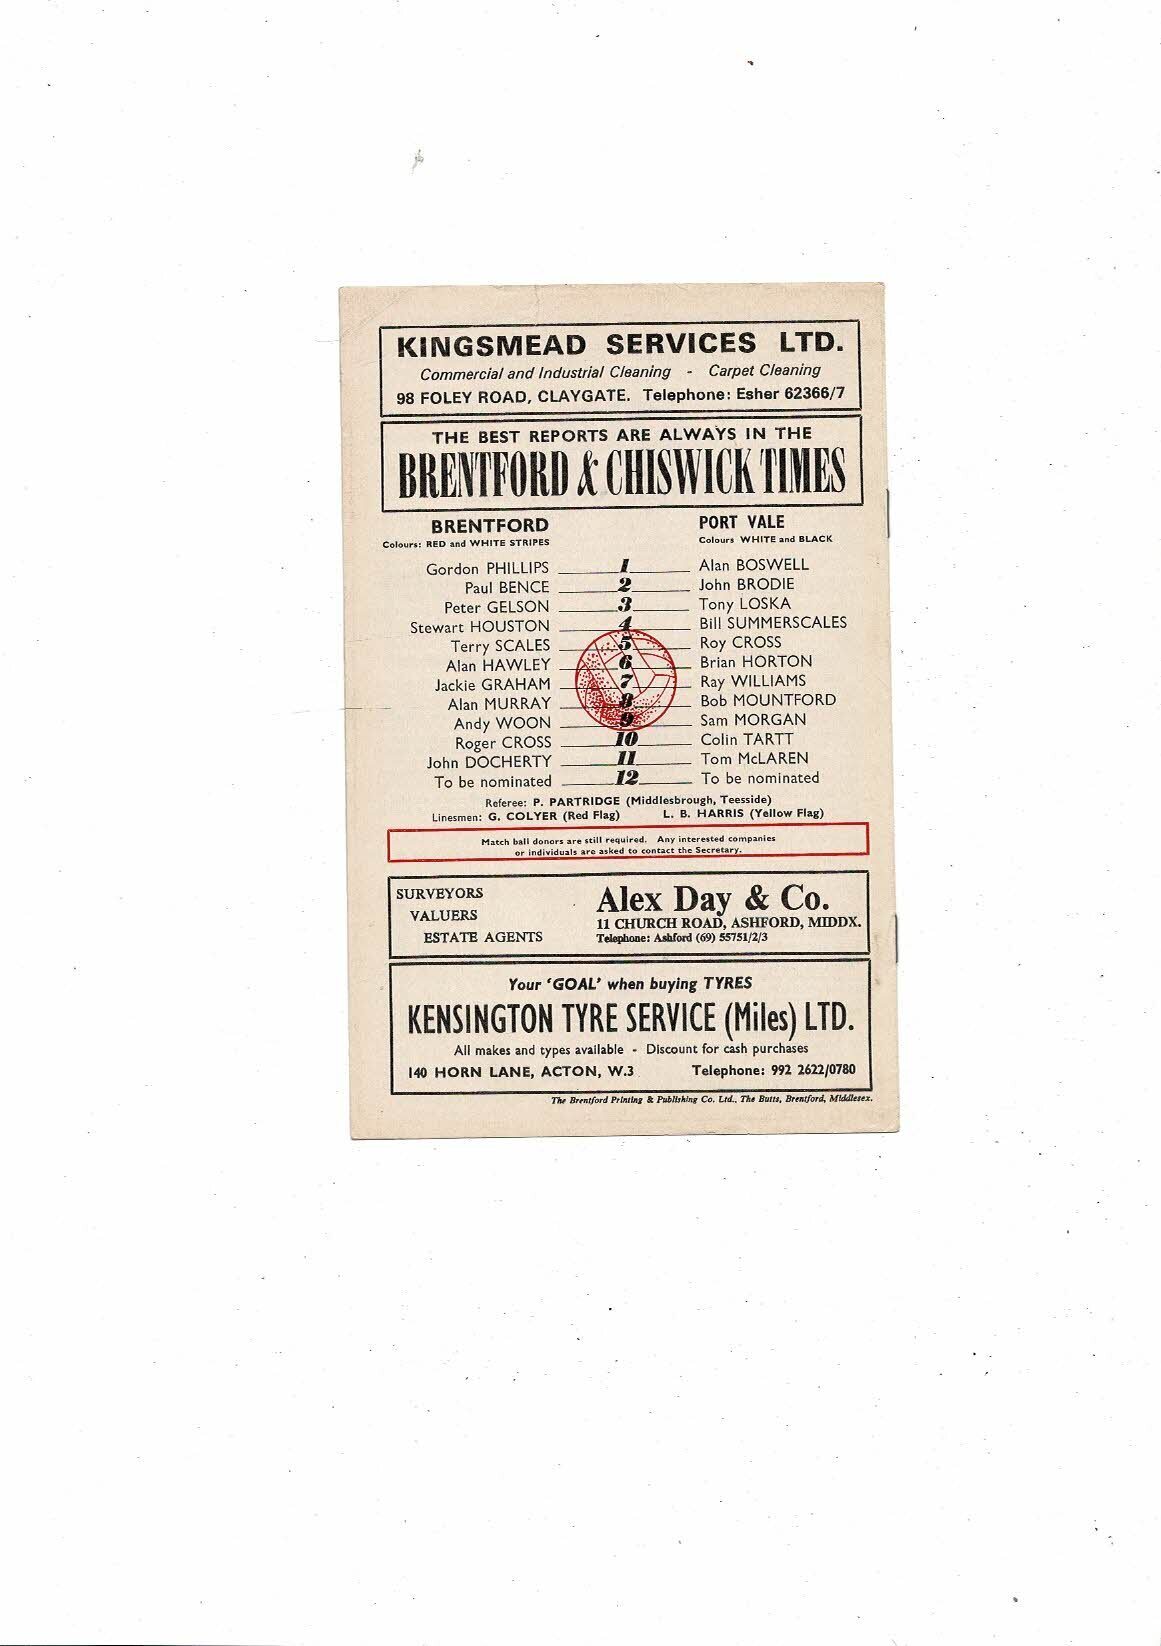 KINGSMEAD SERVICES LTD.
Commercial and Industrial Cleaning - Carpet Cleaning
98 FOLEY ROAD, CLAYGATE. Telephone: Esher 62366/7
THE BEST REPORTS ARE ALWAYS IN THE
BRENTFORD & CHISWICK TIMES
BRENTFORD PORT VALE
Colours: RED and WHITE STRIPES Colours WHITE and BLACK
Gordon PHILLIPS 1 Alan BOSWELL
Paul BENCE 2 John BRODIE
Peter GELSON 3 Tony LOSKA
Stewart HOUSTON 4 Bill SUMMERSCALES
Terry SCALES 5 Roy CROSS
Alan HAWLEY 6 Brian HORTON
Jackie GRAHAM 7 Ray WILLIAMS
Alan MURRAY 8 Bob MOUNTFORD
Andy WOON 9 Sam MORGAN
Roger CROSS 10 Colin TARTT
John DOCHERTY 11 Tom McLAREN
To be nominated 12 To be nominated
Referee: P. PARTRIDGE (Middlesbrough, Teesside)
Linesmen: G. COLYER (Red Flag) L. B. HARRIS (Yellow Flag)
Match ball donors are still required. Any interested companies
or individuals are asked to contact the Secretary.
SURVEYORS
VALUERS
ESTATE AGENTS
Alex Day & Co.
11 CHURCH ROAD, ASHFORD, MIDDX.
Telephone: Ashford (69) 55751/2/3
Your 'GOAL' when buying TYRES
KENSINGTON TYRE SERVICE (Miles) LTD.
All makes and types available - Discount for cash purchases
140 HORN LANE, ACTON, W.3 Telephone: 992 2622/0780
The Brentford Printing & Publishing Co. Ltd., The Butts, Brentford, Middlesex.